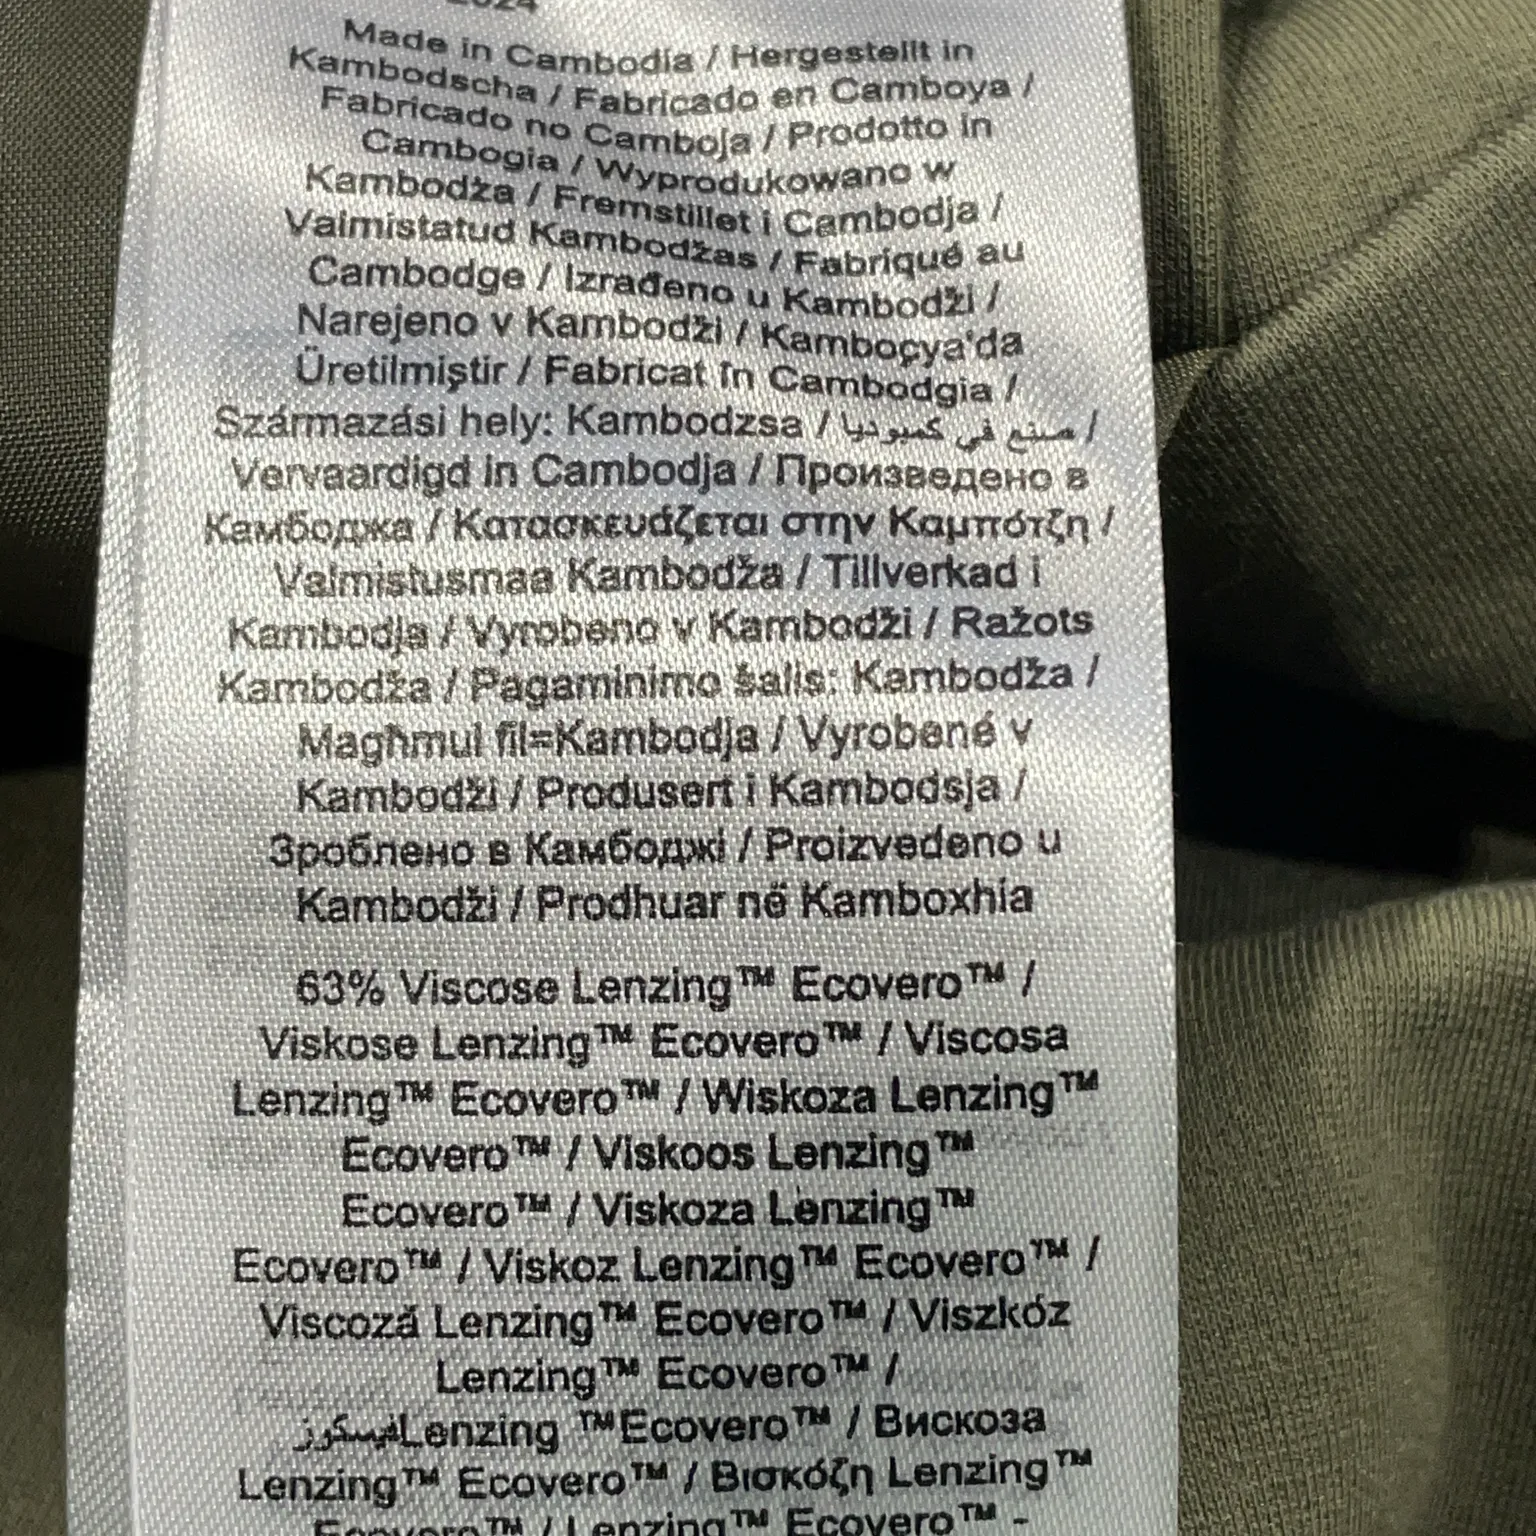 2024
Made in Cambodia / Hergestellt in
Kambodscha / Fabricado en Camboya /
Fabricado no Camboja / Prodotto in
Cambogia / Wyprodukowano w
Kambodża / Fremstillet i Cambodja /
Valmistatud Kambodžas / Fabriqué au
Cambodge / Izrađeno u Kambodži /
Narejeno v Kambodži / Kamboçya'da
Üretilmiştir / Fabricat în Cambodgia /
Származási hely: Kambodzsa / صنع في كمبوديا /
Vervaardigd in Cambodja / Произведено в
Камбоджа / Κατασκευάζεται στην Καμπότζη /
Valmistusmaa Kambodža / Tillverkad i
Kambodja / Vyrobeno v Kambodži / Ražots
Kambodža / Pagaminimo šalis: Kambodža /
Magħmul fil=Kambodja / Vyrobené v
Kambodži / Produsert i Kambodsja /
Зроблено в Камбоджі / Proizvedeno u
Kambodži / Prodhuar në Kamboxhia
63% Viscose Lenzing™ Ecovero™ /
Viskose Lenzing™ Ecovero™ / Viscosa
Lenzing™ Ecovero™ / Wiskoza Lenzing™
Ecovero™ / Viskoos Lenzing™
Ecovero™ / Viskoza Lenzing™
Ecovero™ / Viskoz Lenzing™ Ecovero™ /
Viscoză Lenzing™ Ecovero™ / Viszkóz
Lenzing™ Ecovero™ /
فيسكوزLenzing ™Ecovero™ / Вискоза
Lenzing™ Ecovero™ / Βισκόζη Lenzing™
Ecovero™ / Lenzing™ Ecovero™ -